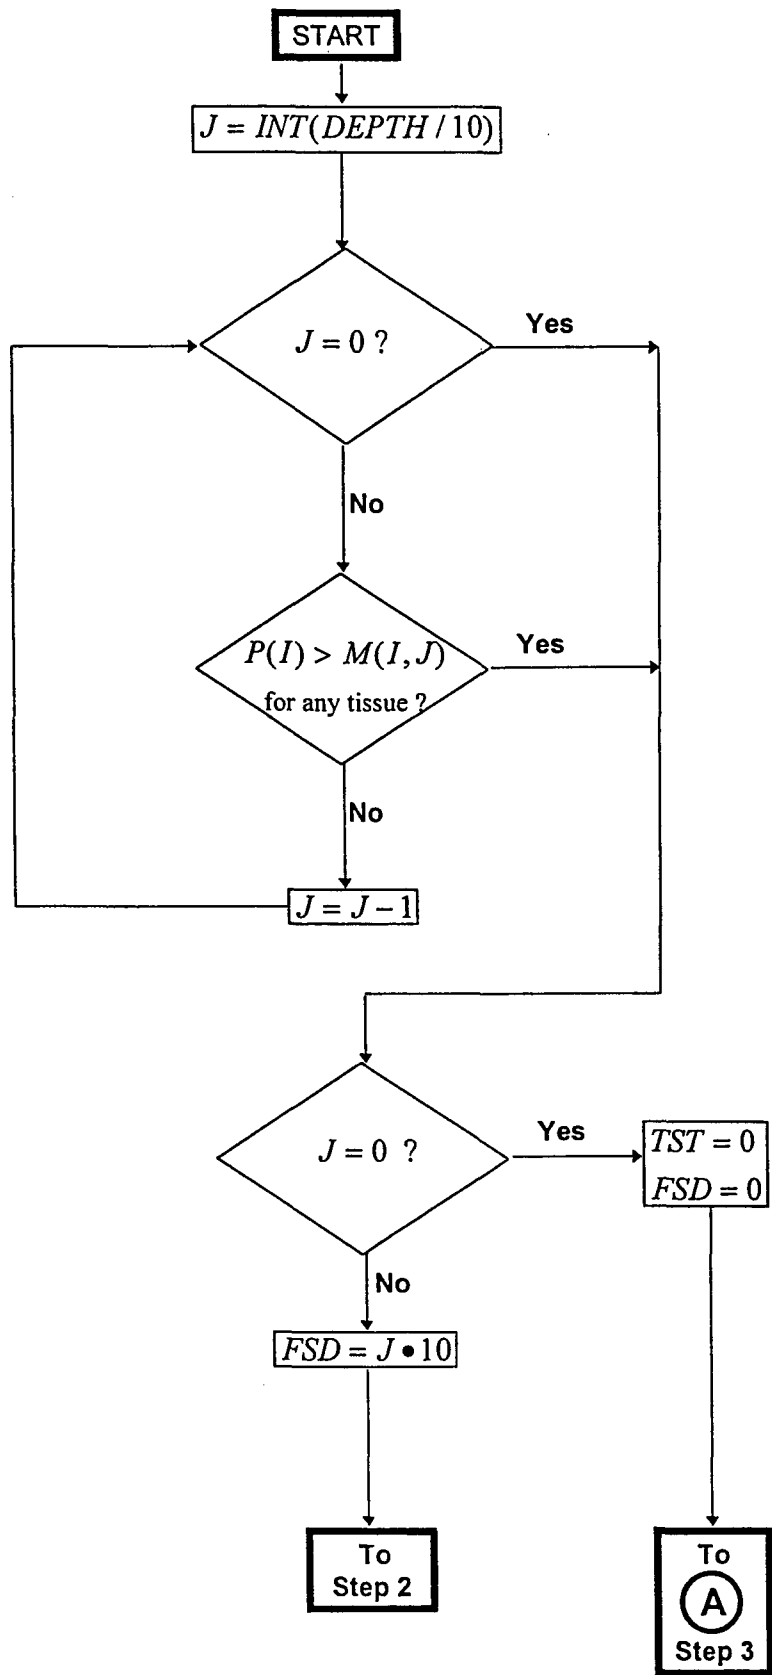 START
J = INT(DEPTH / 10)
J = 0 ?
Yes
No
P(I) > M(I, J)
Yes
for any tissue ?
No
J = J − 1
J = 0 ?
Yes
TST = 0
FSD = 0
No
FSD = J • 10
To
Step 2
To
A
Step 3